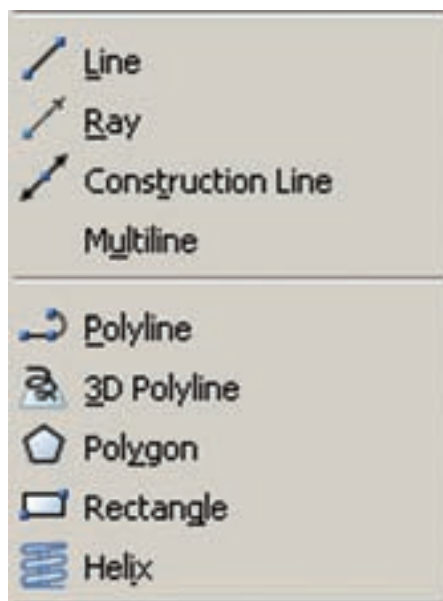 Line
Ray
Construction Line
Multiline
Polyline
3D Polyline
Polygon
Rectangle
Helix